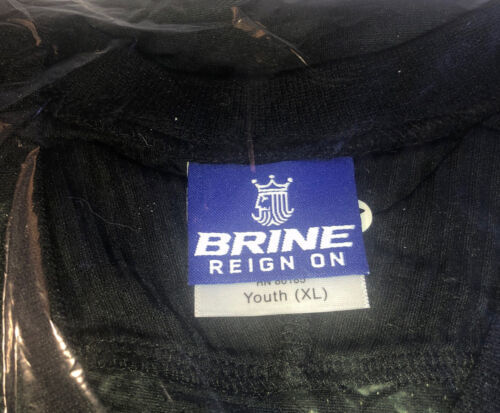 BRINE
REIGN ON
Youth (XL)